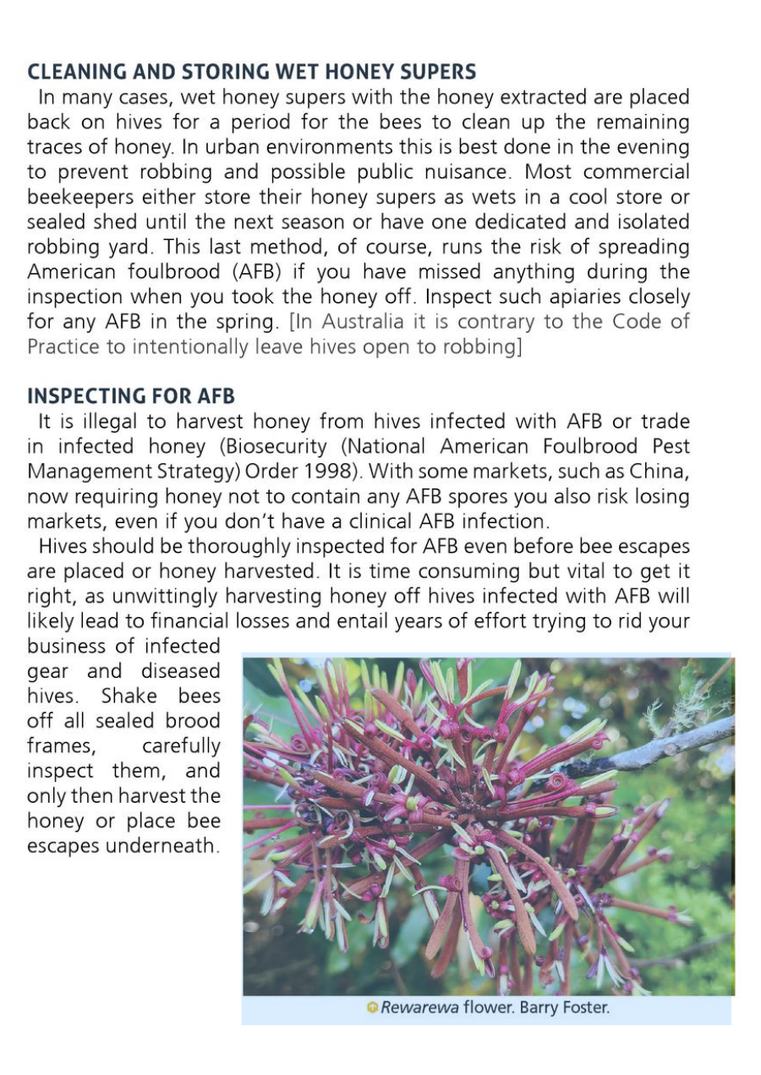 CLEANING AND STORING WET HONEY SUPERS
In many cases, wet honey supers with the honey extracted are placed
back on hives for a period for the bees to clean up the remaining
traces of honey. In urban environments this is best done in the evening
to prevent robbing and possible public nuisance. Most commercial
beekeepers either store their honey supers as wets in a cool store or
sealed shed until the next season or have one dedicated and isolated
robbing yard. This last method, of course, runs the risk of spreading
American foulbrood (AFB) if you have missed anything during the
inspection when you took the honey off. Inspect such apiaries closely
for any AFB in the spring. [In Australia it is contrary to the Code of
Practice to intentionally leave hives open to robbing]
INSPECTING FOR AFB
It is illegal to harvest honey from hives infected with AFB or trade
in infected honey (Biosecurity (National American Foulbrood Pest
Management Strategy) Order 1998). With some markets, such as China,
now requiring honey not to contain any AFB spores you also risk losing
markets, even if you don’t have a clinical AFB infection.
Hives should be thoroughly inspected for AFB even before bee escapes
are placed or honey harvested. It is time consuming but vital to get it
right, as unwittingly harvesting honey off hives infected with AFB will
likely lead to financial losses and entail years of effort trying to rid your
business of infected
gear and diseased
hives. Shake bees
off all sealed brood
frames, carefully
inspect them, and
only then harvest the
honey or place bee
escapes underneath.
Rewarewa flower. Barry Foster.